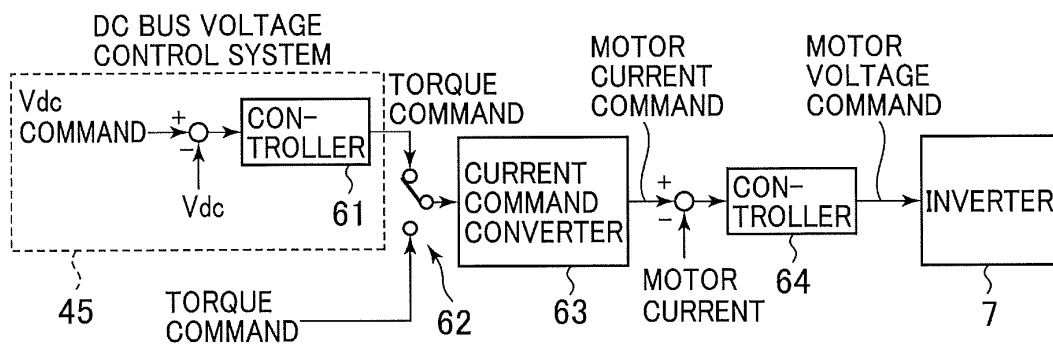 DC BUS VOLTAGE
CONTROL SYSTEM
Vdc
COMMAND
+
−
Vdc
CON-
TROLLER
61
45
TORQUE
COMMAND
TORQUE
COMMAND
62
CURRENT
COMMAND
CONVERTER
63
MOTOR
CURRENT
COMMAND
+
−
MOTOR
CURRENT
CON-
TROLLER
64
MOTOR
VOLTAGE
COMMAND
INVERTER
7